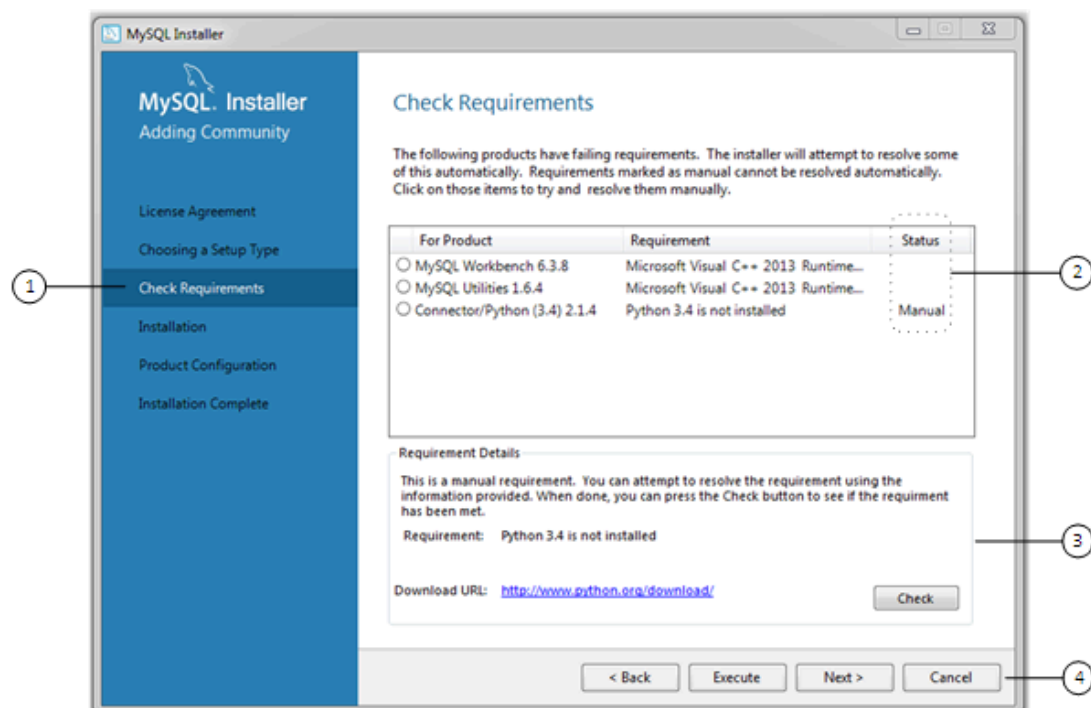 MySQL Installer
MySQL. Installer
Adding Community
License Agreement
Choosing a Setup Type
Check Requirements
Installation
Product Configuration
Installation Complete
1
Check Requirements
The following products have failing requirements. The installer will attempt to resolve some
of this automatically. Requirements marked as manual cannot be resolved automatically.
Click on those items to try and resolve them manually.
For Product Requirement Status
MySQL Workbench 6.3.8 Microsoft Visual C++ 2013 Runtime...
MySQL Utilities 1.6.4 Microsoft Visual C++ 2013 Runtime...
Connector/Python (3.4) 2.1.4 Python 3.4 is not installed Manual
2
Requirement Details
This is a manual requirement. You can attempt to resolve the requirement using the
information provided. When done, you can press the Check button to see if the requirment
has been met.
Requirement: Python 3.4 is not installed
Download URL: http://www.python.org/download/
Check
3
< Back Execute Next > Cancel
4